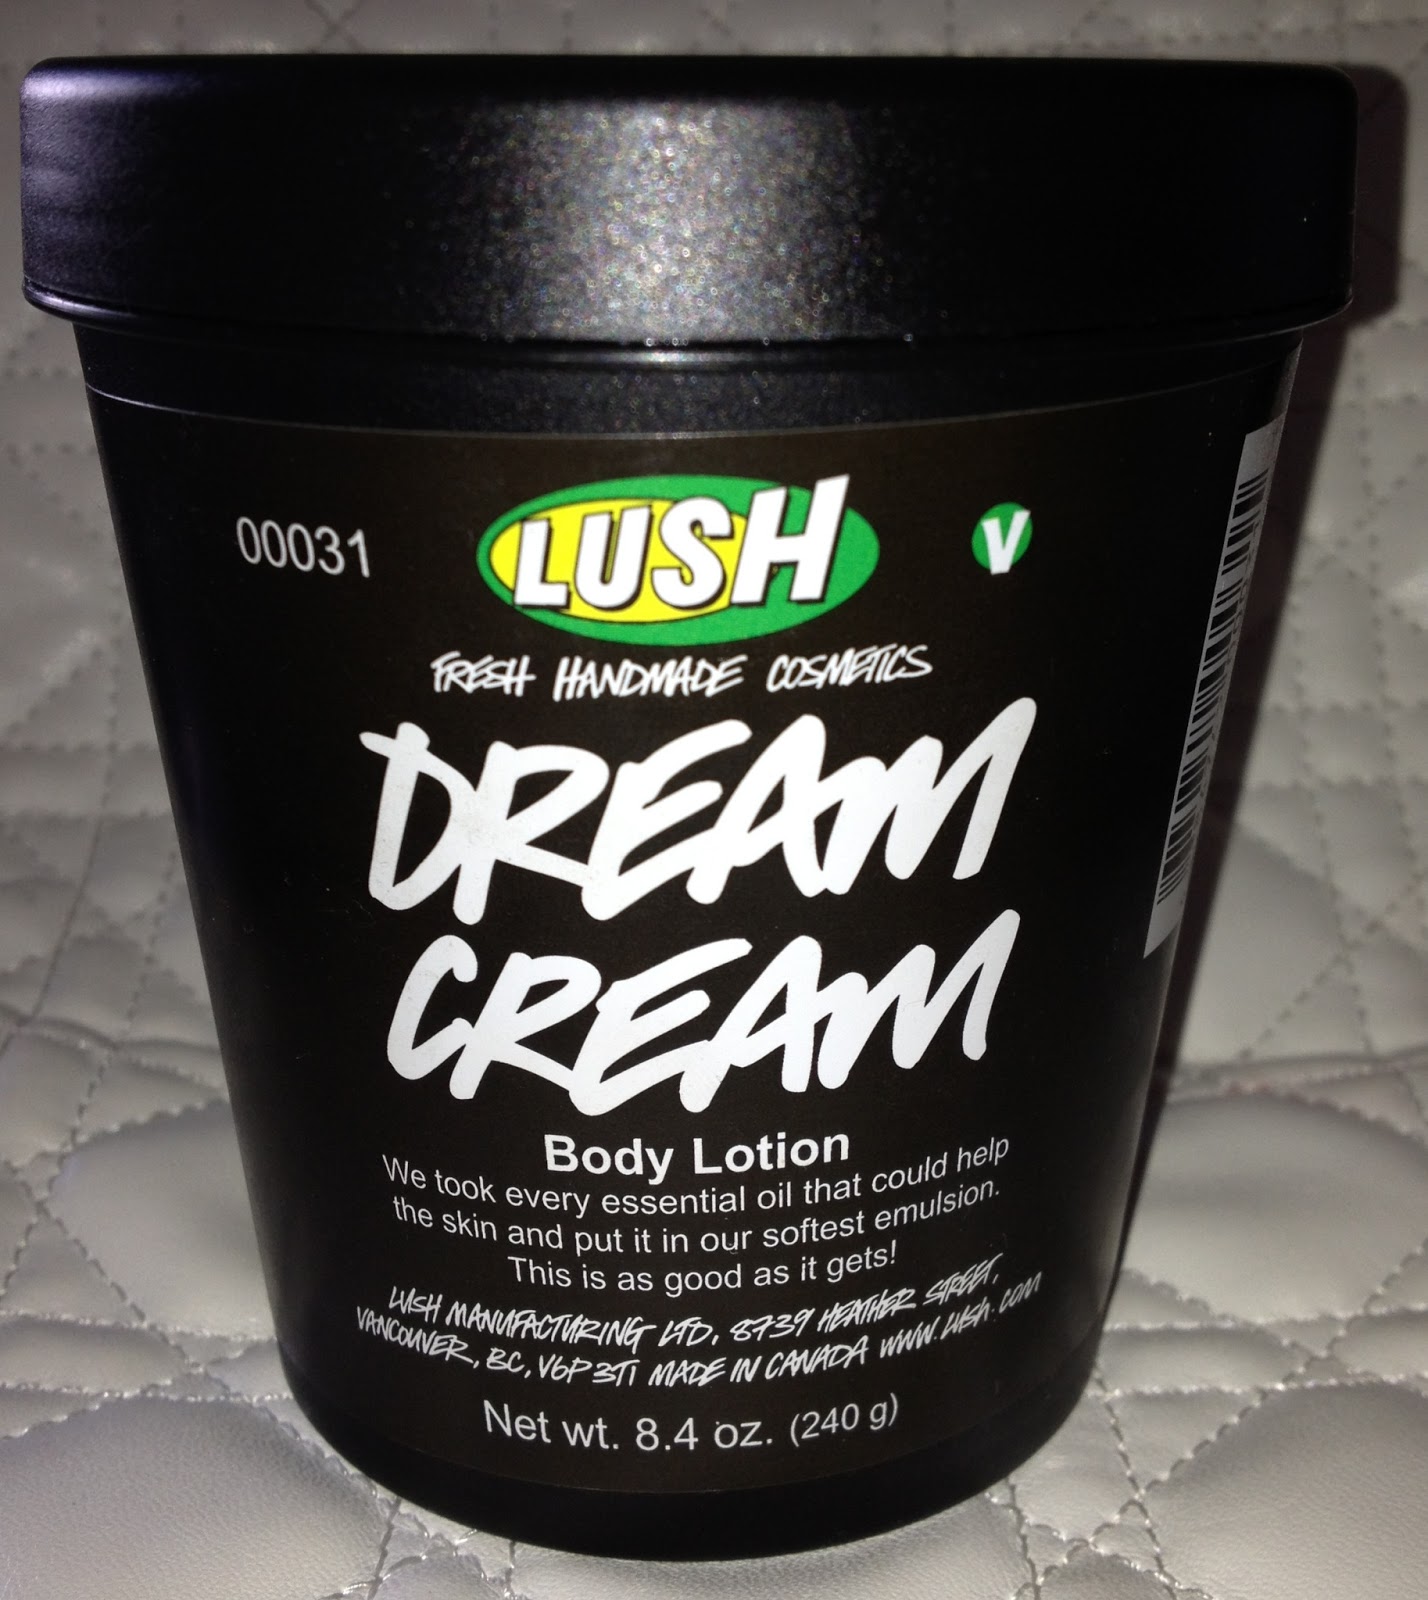 00031
LUSH
V
FRESH HANDMADE COSMETICS
DREAM
CREAM
Body Lotion
We took every essential oil that could help
the skin and put it in our softest emulsion.
This is as good as it gets!
LUSH MANUFACTURING LTD. 8739 HEATHER STREET,
VANCOUVER, BC, V6P 3T1 MADE IN CANADA WWW.LUSH.COM
Net wt. 8.4 oz. (240 g)